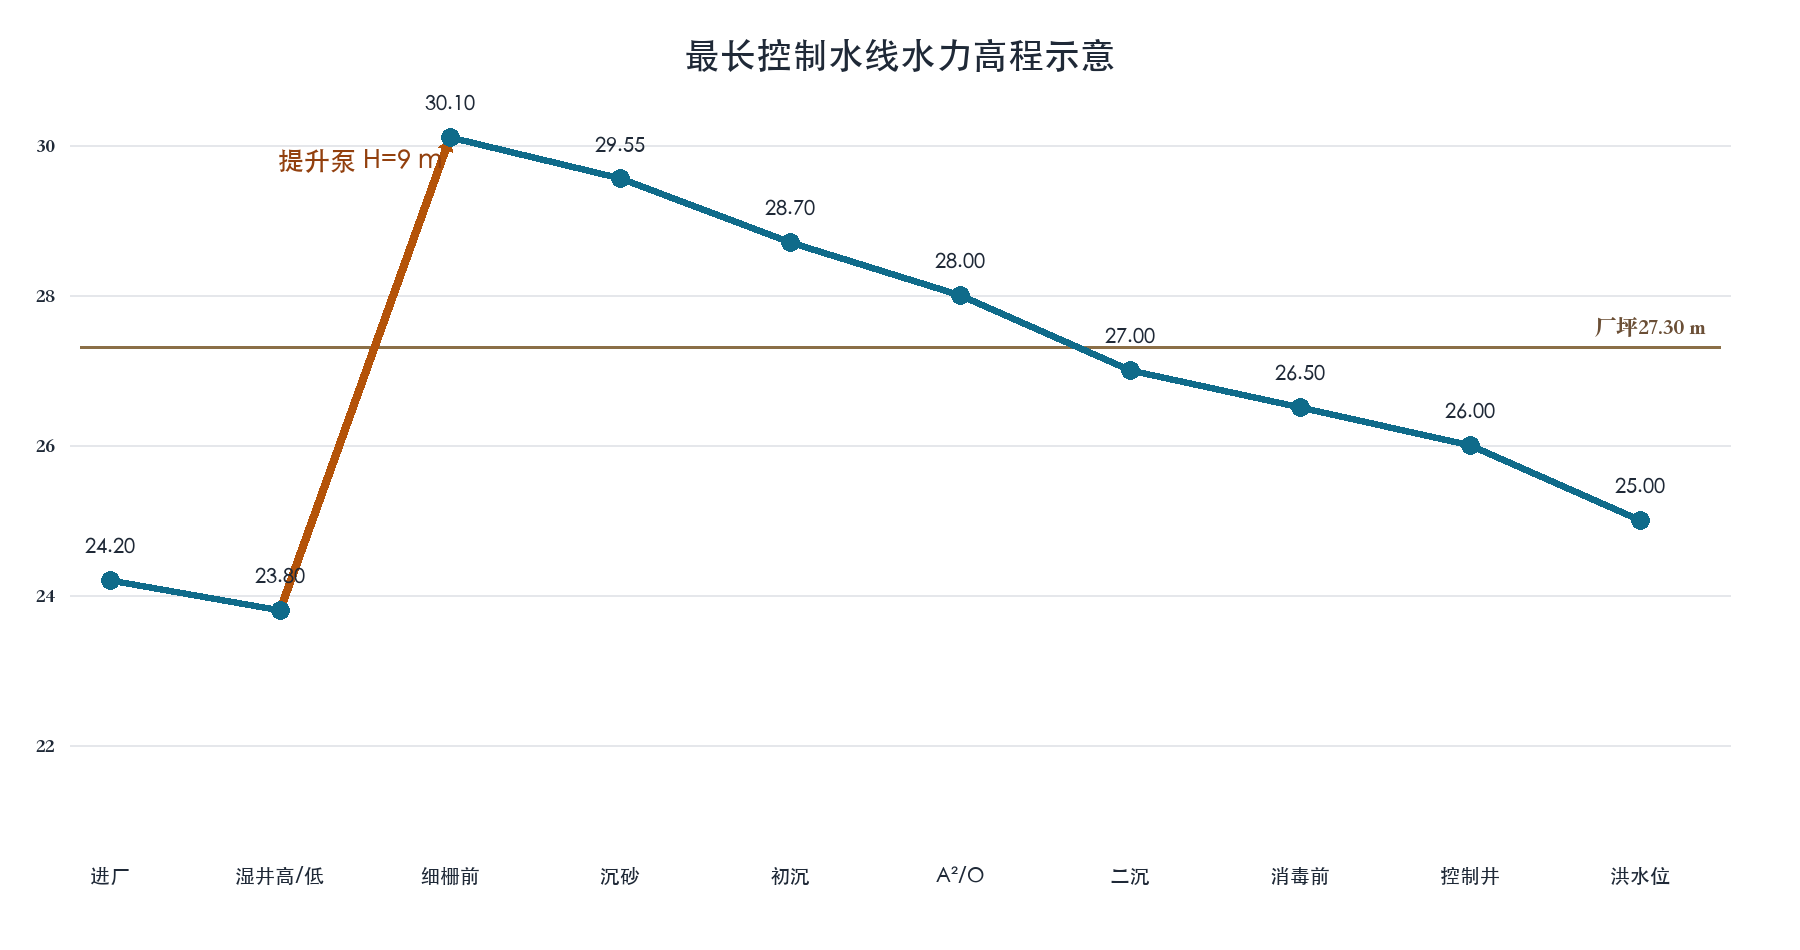 最长控制水线水力高程示意
30.10
30
提升泵 H=9 m
29.55
28.70
28.00
28
厂坪27.30 m
27.00
26.50
26.00
26
25.00
24.20
23.80
24
22
进厂
湿井高/低
细栅前
沉砂
初沉
A²/O
二沉
消毒前
控制井
洪水位